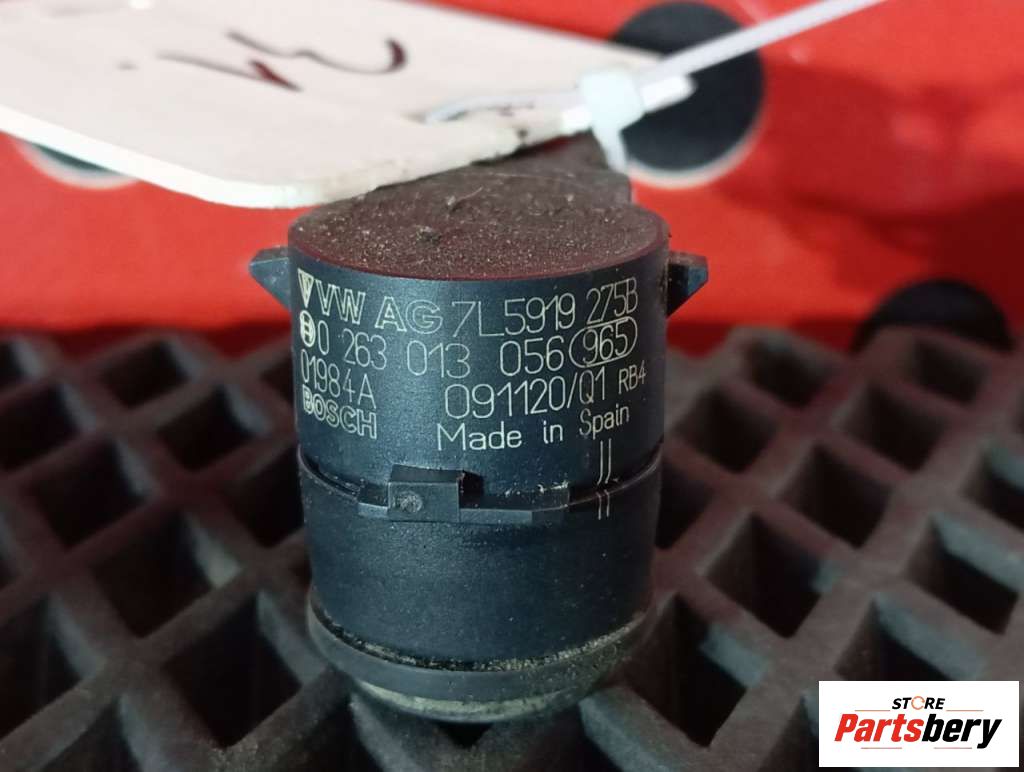 VW AG 7L5919 275B
0 263 013 056 965
01984A 091120/Q1 RB4
BOSCH Made in Spain
STORE
Partsbery